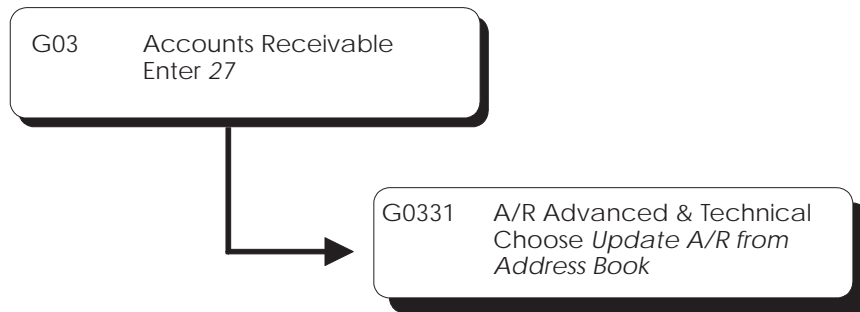 G03 Accounts Receivable
Enter 27
G0331 A/R Advanced & Technical
Choose Update A/R from
Address Book